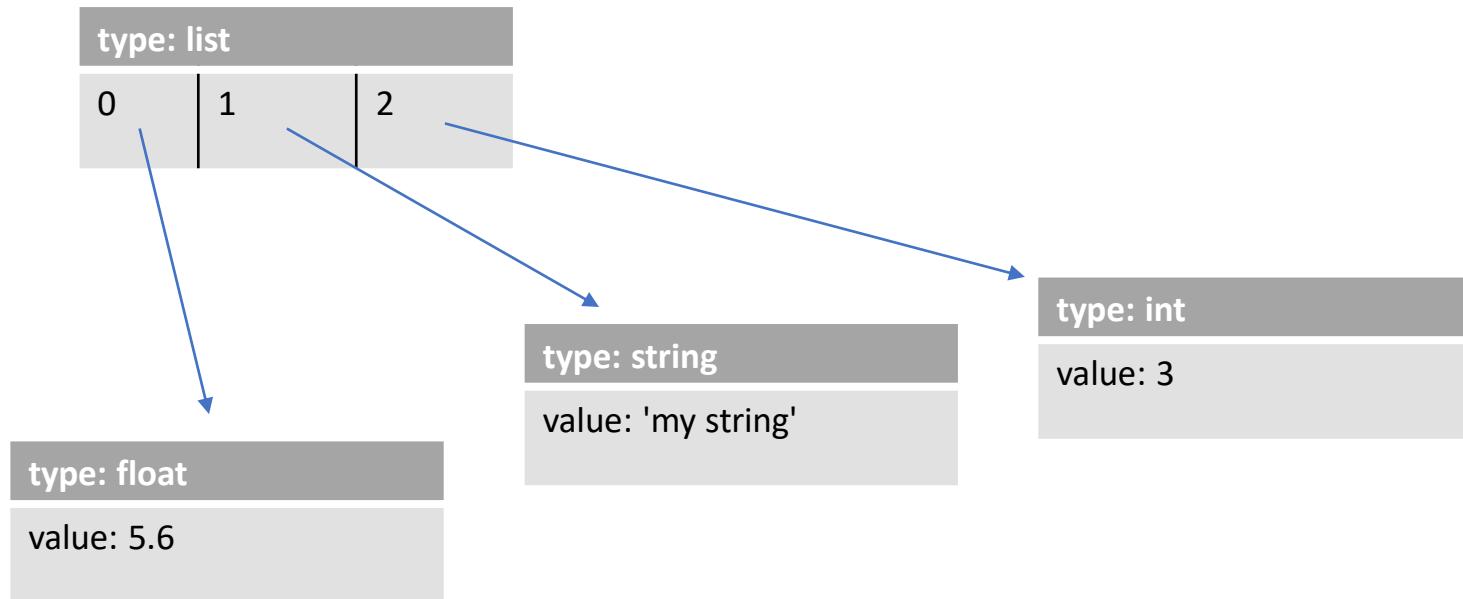 type: list
0 1 2
type: int
value: 3
type: string
value: 'my string'
type: float
value: 5.6